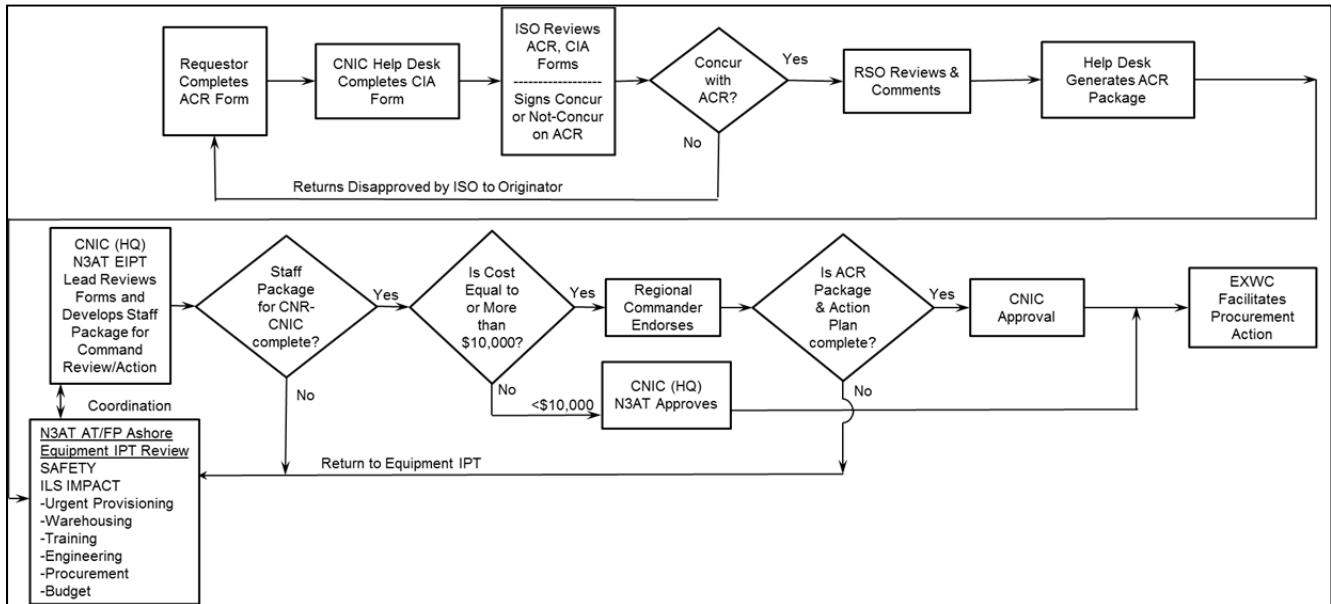 Requestor
Completes
ACR Form
CNIC Help Desk
Completes CIA
Form
ISO Reviews
ACR, CIA
Forms
------------------
Signs Concur
or Not-Concur
on ACR
Concur
with
ACR?
Yes
No
RSO Reviews &
Comments
Help Desk
Generates ACR
Package
Returns Disapproved by ISO to Originator
CNIC (HQ)
N3AT EIPT
Lead Reviews
Forms and
Develops Staff
Package for
Command
Review/Action
Staff
Package
for CNR-
CNIC
complete?
Yes
No
Is Cost
Equal to
or More
than
$10,000?
Yes
No
Regional
Commander
Endorses
Is ACR
Package
& Action
Plan
complete?
Yes
No
CNIC
Approval
EXWC
Facilitates
Procurement
Action
<$10,000
CNIC (HQ)
N3AT Approves
Coordination
Return to Equipment IPT
N3AT AT/FP Ashore
Equipment IPT Review
SAFETY
ILS IMPACT
-Urgent Provisioning
-Warehousing
-Training
-Engineering
-Procurement
-Budget